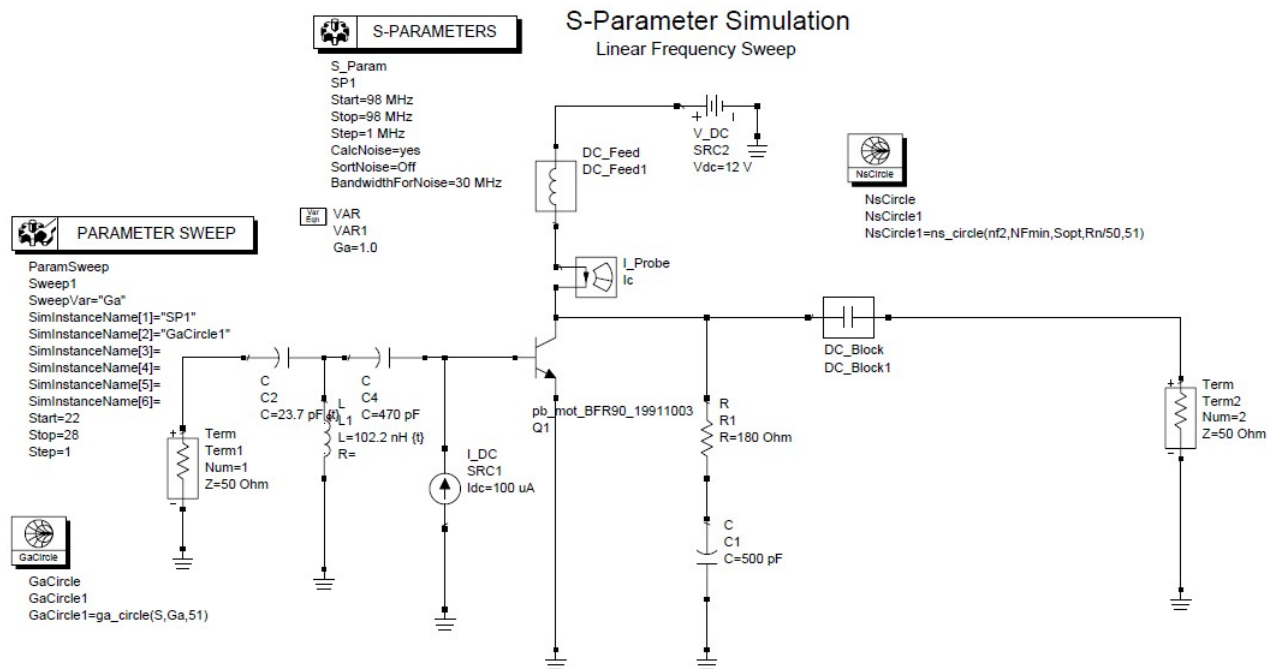 S-Parameter Simulation
Linear Frequency Sweep
S-PARAMETERS
S_Param
SP1
Start=98 MHz
Stop=98 MHz
Step=1 MHz
CalcNoise=yes
SortNoise=Off
BandwidthForNoise=30 MHz
Var
Eqn
VAR
VAR1
Ga=1.0
PARAMETER SWEEP
ParamSweep
Sweep1
SweepVar="Ga"
SimInstanceName[1]="SP1"
SimInstanceName[2]="GaCircle1"
SimInstanceName[3]=
SimInstanceName[4]=
SimInstanceName[5]=
SimInstanceName[6]=
Start=22
Stop=28
Step=1
GaCircle
GaCircle
GaCircle1
GaCircle1=ga_circle(S,Ga,51)
+
-
Term
Term1
Num=1
Z=50 Ohm
C
C2
C=23.7 pF {t}
L
L1
L=102.2 nH {t}
R=
C
C4
C=470 pF
I_DC
SRC1
Idc=100 uA
pb_mot_BFR90_19911003
Q1
DC_Feed
DC_Feed1
+
-
V_DC
SRC2
Vdc=12 V
I_Probe
Ic
R
R1
R=180 Ohm
C
C1
C=500 pF
DC_Block
DC_Block1
NsCircle
NsCircle
NsCircle1
NsCircle1=ns_circle(nf2,NFmin,Sopt,Rn/50,51)
+
-
Term
Term2
Num=2
Z=50 Ohm